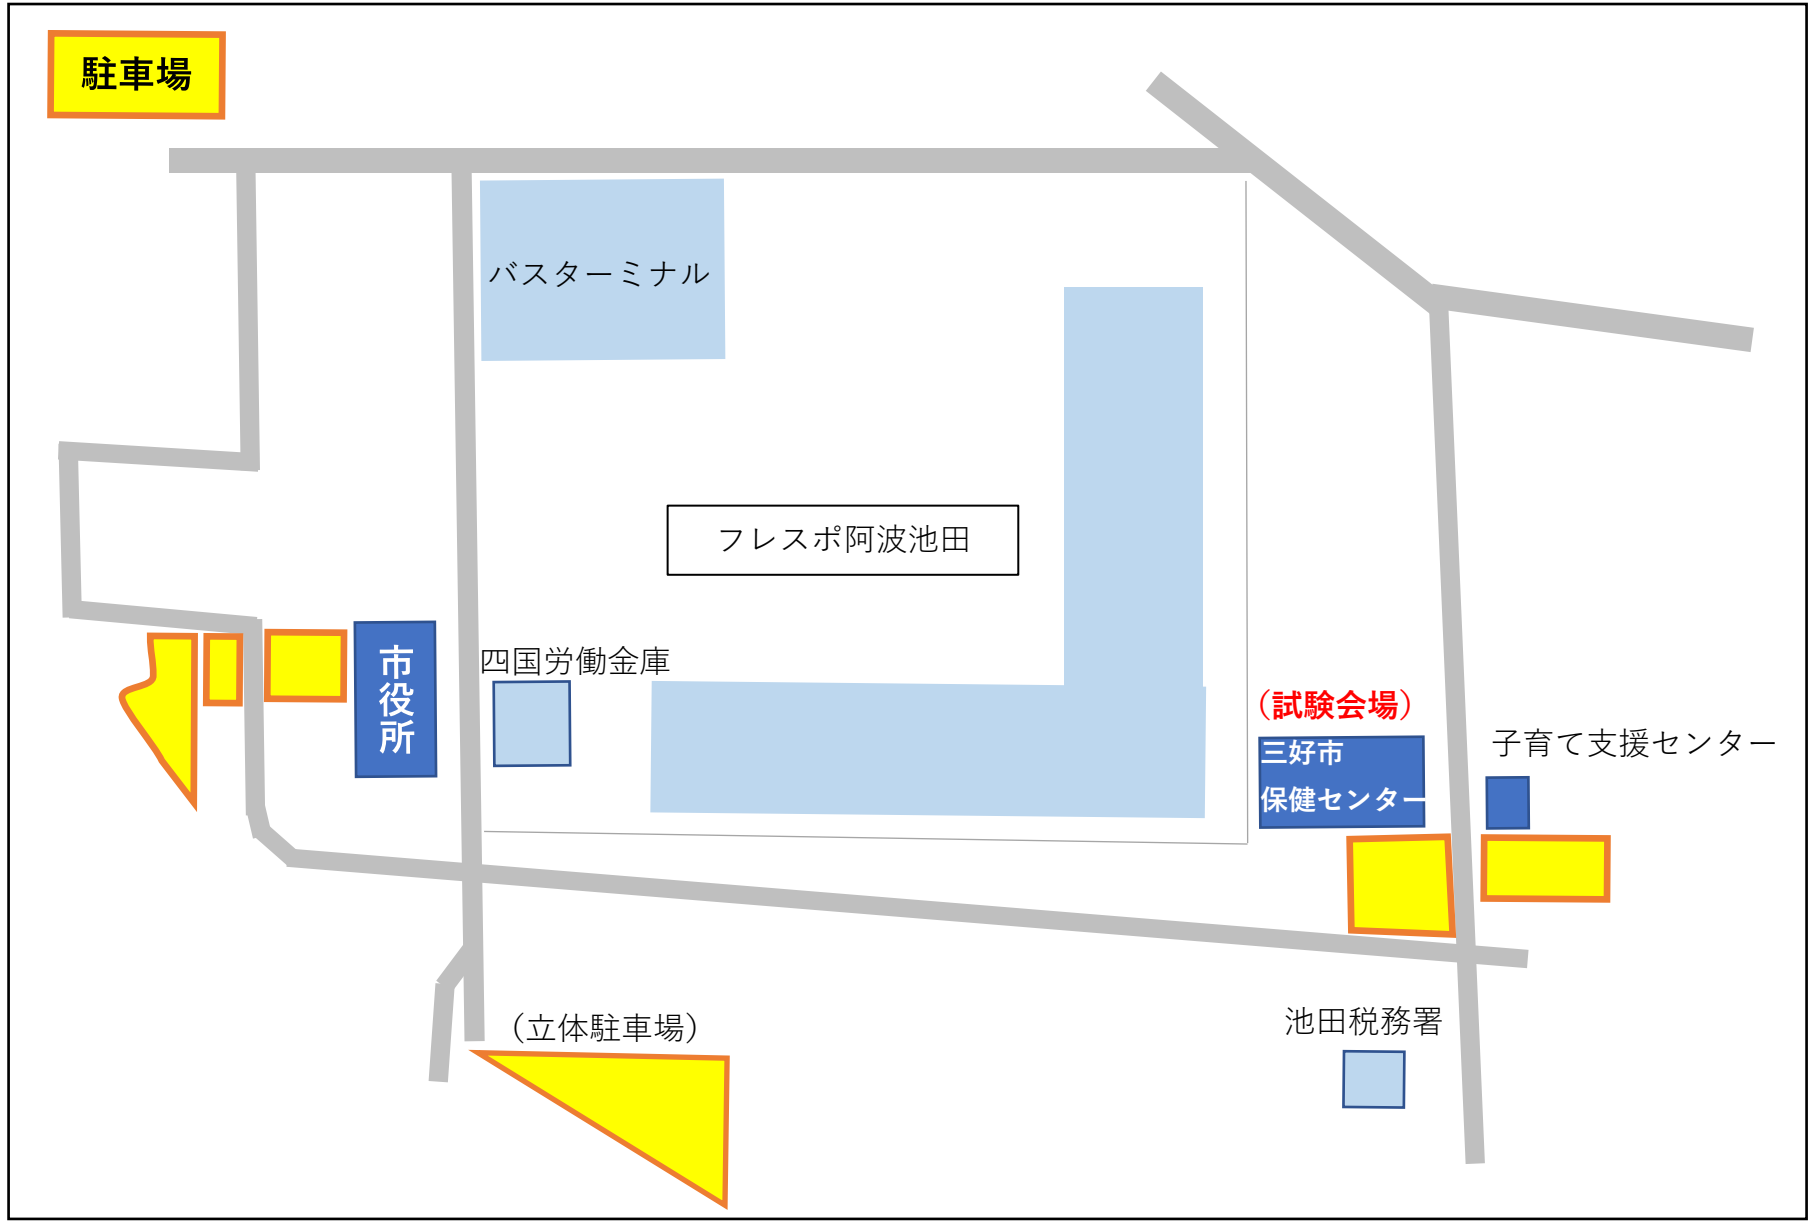 駐車場
バスターミナル
フレスポ阿波池田
市役所
四国労働金庫
（試験会場）
三好市
保健センター
子育て支援センター
（立体駐車場）
池田税務署